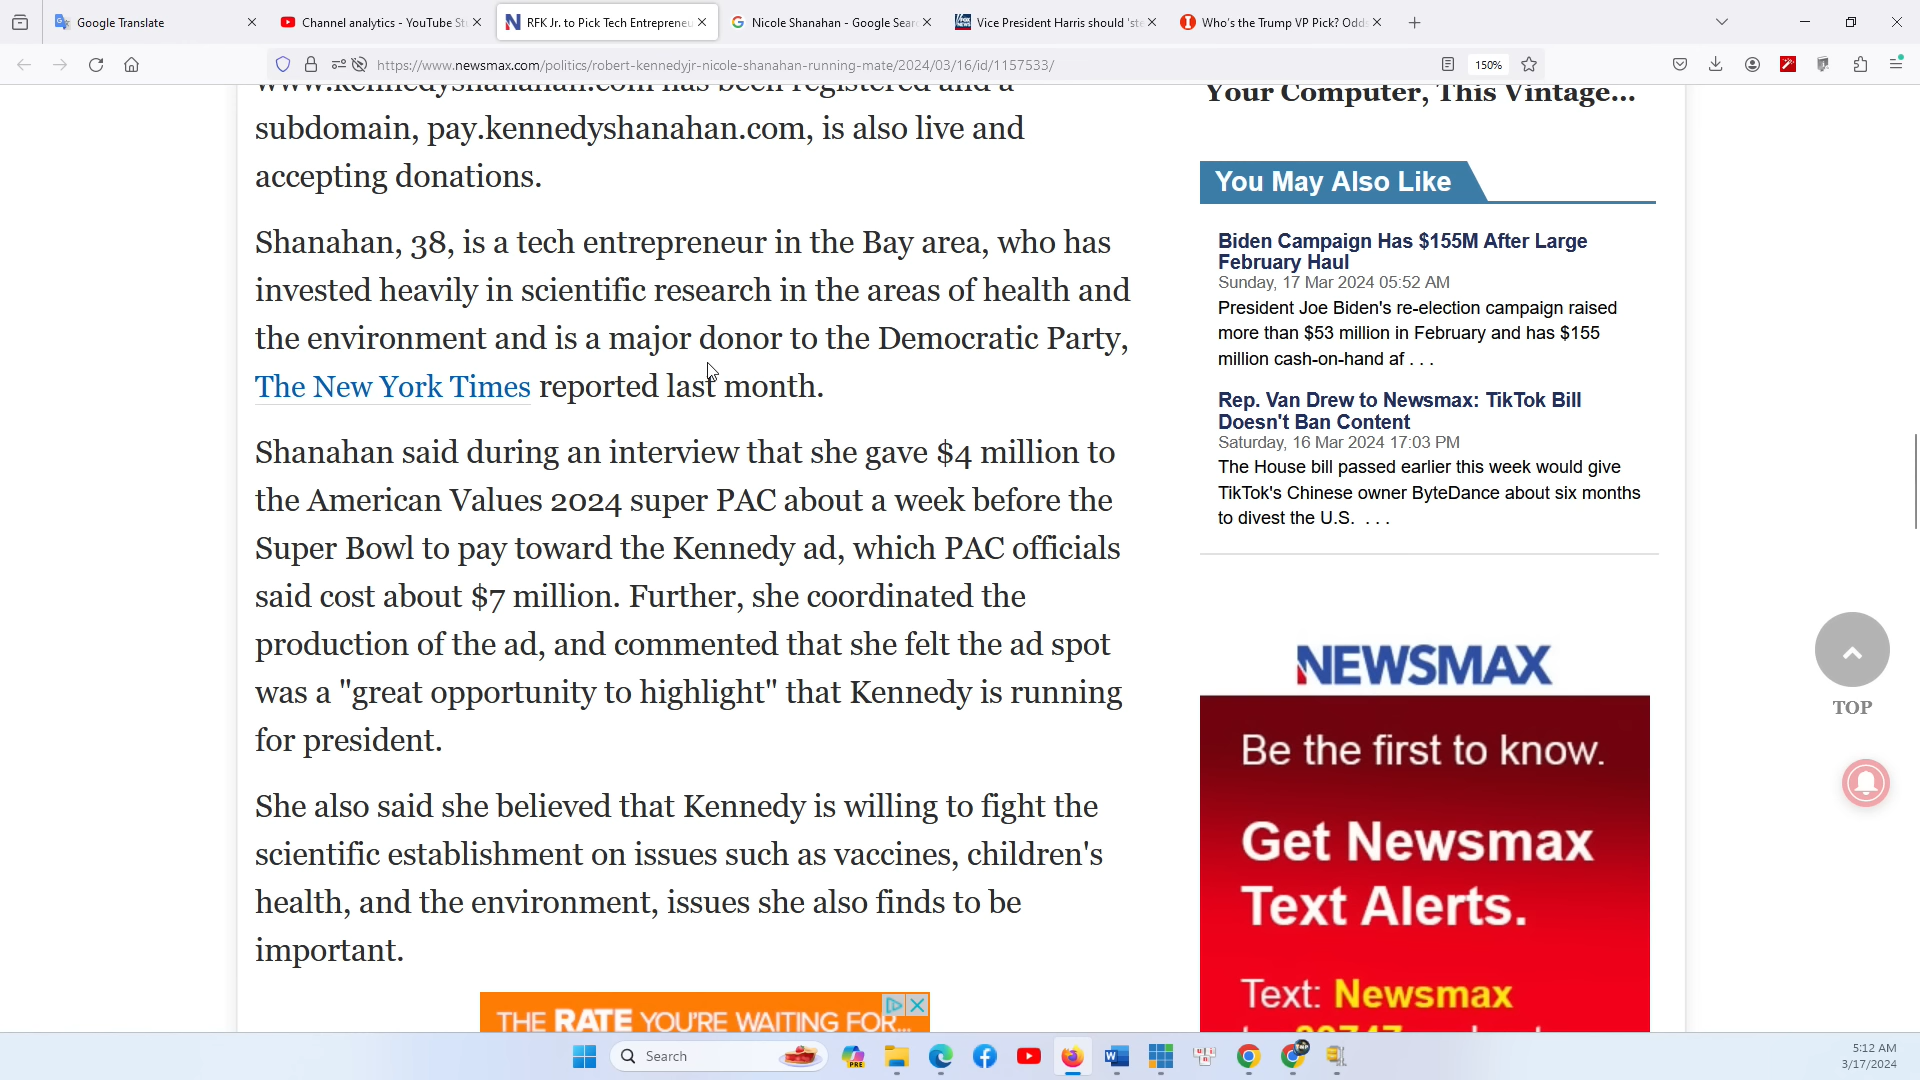 Google Translate
Channel analytics - YouTube St
RFK Jr. to Pick Tech Entrepreneu
Nicole Shanahan - Google Sear
Vice President Harris should 'ste
Who's the Trump VP Pick? Odds
https://www.newsmax.com/politics/robert-kennedyjr-nicole-shanahan-running-mate/2024/03/16/id/1157533/
150%
www.kennedyshanahan.com has been registered and a
subdomain, pay.kennedyshanahan.com, is also live and
accepting donations.
Shanahan, 38, is a tech entrepreneur in the Bay area, who has
invested heavily in scientific research in the areas of health and
the environment and is a major donor to the Democratic Party,
The New York Times reported last month.
Shanahan said during an interview that she gave $4 million to
the American Values 2024 super PAC about a week before the
Super Bowl to pay toward the Kennedy ad, which PAC officials
said cost about $7 million. Further, she coordinated the
production of the ad, and commented that she felt the ad spot
was a "great opportunity to highlight" that Kennedy is running
for president.
She also said she believed that Kennedy is willing to fight the
scientific establishment on issues such as vaccines, children's
health, and the environment, issues she also finds to be
important.
THE RATE YOU'RE WAITING FOR...
Your Computer, This Vintage...
You May Also Like
Biden Campaign Has $155M After Large
February Haul
Sunday, 17 Mar 2024 05:52 AM
President Joe Biden's re-election campaign raised
more than $53 million in February and has $155
million cash-on-hand af . . .
Rep. Van Drew to Newsmax: TikTok Bill
Doesn't Ban Content
Saturday, 16 Mar 2024 17:03 PM
The House bill passed earlier this week would give
TikTok's Chinese owner ByteDance about six months
to divest the U.S. . . .
NEWSMAX
Be the first to know.
Get Newsmax
Text Alerts.
Text: Newsmax
TOP
Search
5:12 AM
3/17/2024